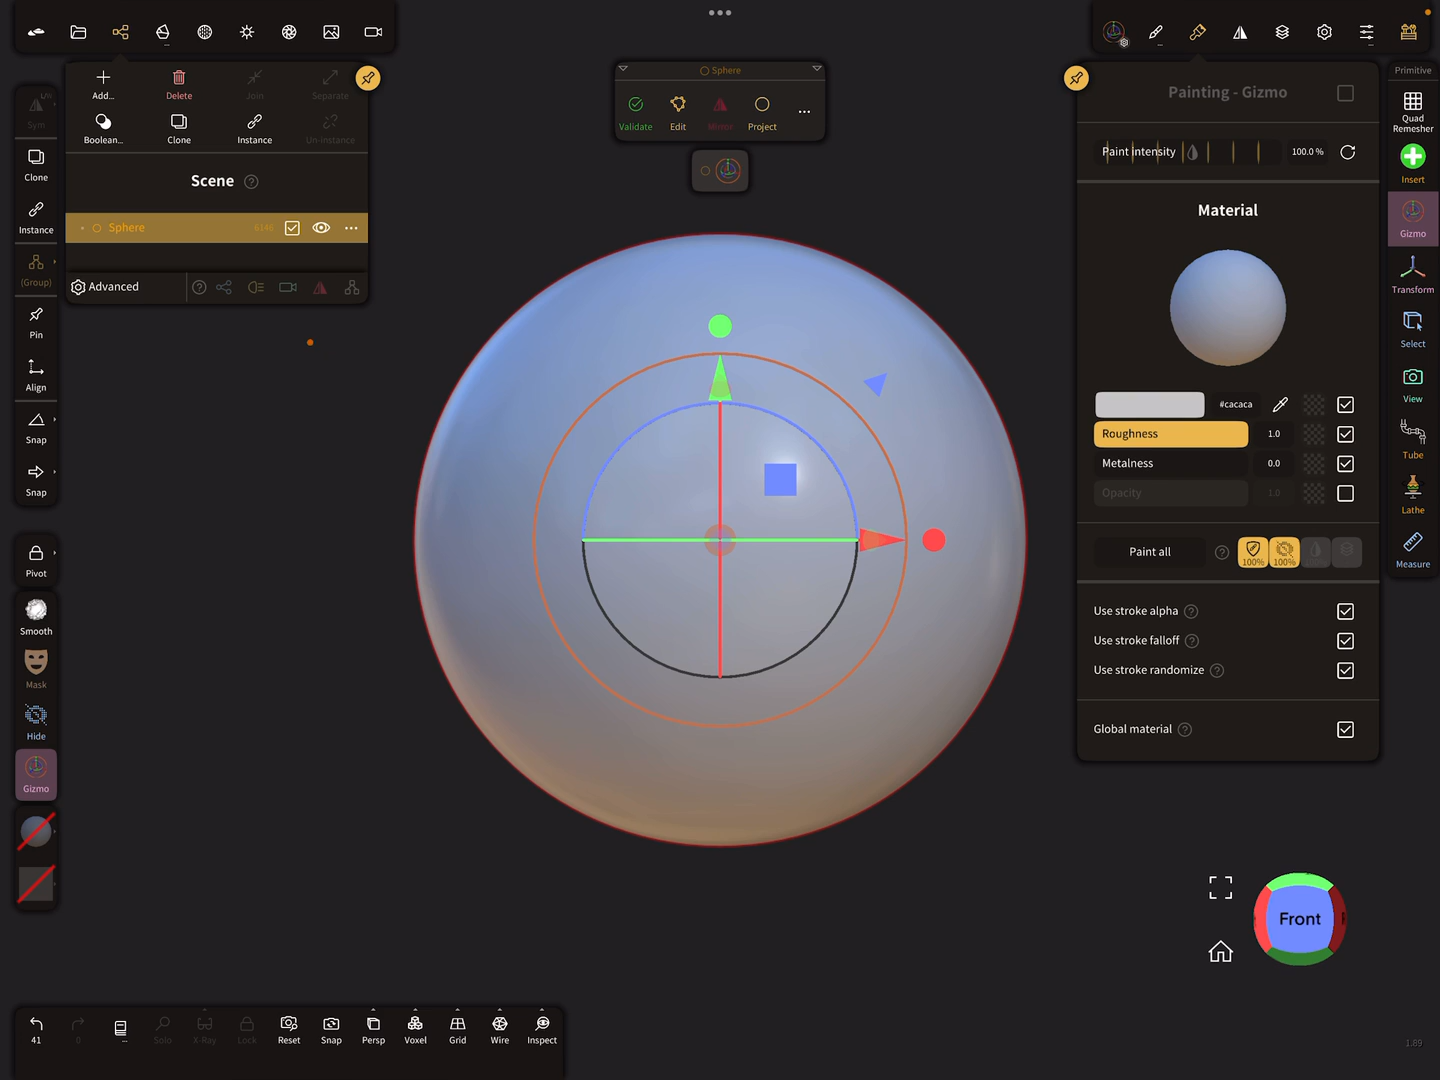 Add...
Delete
Join
Separate
Boolean...
Clone
Instance
Un-Instance
Scene
Sphere
6146
Advanced
Sym
Clone
Instance
(Group)
Pin
Align
Snap
Snap
Pivot
Smooth
Mask
Hide
Gizmo
Sphere
Validate
Edit
Mirror
Project
Painting - Gizmo
Paint intensity
100.0 %
Material
#cacaca
Roughness
1.0
Metalness
0.0
Opacity
1.0
Paint all
100%
100%
Use stroke alpha
Use stroke falloff
Use stroke randomize
Global material
Primitive
Quad
Remesher
Insert
Gizmo
Transform
Select
View
Tube
Lathe
Measure
Front
41
0
Solo
X-Ray
Lock
Reset
Snap
Persp
Voxel
Grid
Wire
Inspect
1.89